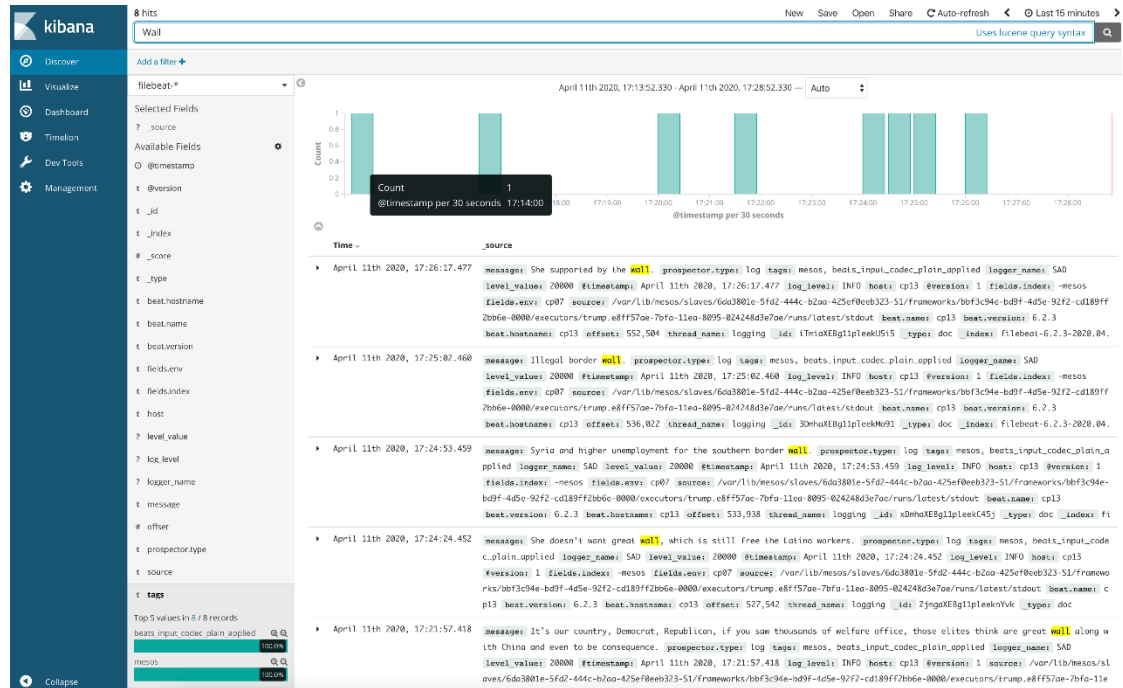 kibana
Discover
Visualize
Dashboard
Timelion
Dev Tools
Management
Collapse
8 hits
New Save Open Share Auto-refresh Last 15 minutes
Wall Uses lucene query syntax
Add a filter +
filebeat-*
Selected Fields
? _source
Available Fields
@timestamp
t @version
t _id
t _index
# _score
t _type
t beat.hostname
t beat.name
t beat.version
t fields.env
t fields.index
t host
? level_value
? log_level
? logger_name
t message
# offset
t prospector.type
t source
t tags
Top 5 values in 8 / 8 records
beats_input_codec_plain_applied
100.0%
mesos
100.0%
April 11th 2020, 17:13:52.330 - April 11th 2020, 17:28:52.330 — Auto
Count
1
0.8
0.6
0.4
0.2
0
Count 1
@timestamp per 30 seconds 17:14:00
18:00 17:19:00 17:20:00 17:21:00 17:22:00 17:23:00 17:24:00 17:25:00 17:26:00 17:27:00 17:28:00
@timestamp per 30 seconds
Time _source
April 11th 2020, 17:26:17.477 message: She supported by the wall. prospector.type: log tags: mesos, beats_input_codec_plain_applied logger_name: SAD
level_value: 20000 @timestamp: April 11th 2020, 17:26:17.477 log_level: INFO host: cp13 @version: 1 fields.index: -mesos
fields.env: cp07 source: /var/lib/mesos/slaves/6da3801e-5fd2-444c-b2aa-425ef0eeb323-S1/frameworks/bbf3c94e-bd9f-4d5e-92f2-cd189ff
2bb6e-0000/executors/trump.e8ff57ae-7bfa-11ea-8095-024248d3e7ae/runs/latest/stdout beat.name: cp13 beat.version: 6.2.3
beat.hostname: cp13 offset: 552,504 thread_name: logging _id: iTmiaXEBg11pleekU5i5 _type: doc _index: filebeat-6.2.3-2020.04.
April 11th 2020, 17:25:02.460 message: Illegal border wall. prospector.type: log tags: mesos, beats_input_codec_plain_applied logger_name: SAD
level_value: 20000 @timestamp: April 11th 2020, 17:25:02.460 log_level: INFO host: cp13 @version: 1 fields.index: -mesos
fields.env: cp07 source: /var/lib/mesos/slaves/6da3801e-5fd2-444c-b2aa-425ef0eeb323-S1/frameworks/bbf3c94e-bd9f-4d5e-92f2-cd189ff
2bb6e-0000/executors/trump.e8ff57ae-7bfa-11ea-8095-024248d3e7ae/runs/latest/stdout beat.name: cp13 beat.version: 6.2.3
beat.hostname: cp13 offset: 536,022 thread_name: logging _id: 3DmhaXEBg11pleekMo91 _type: doc _index: filebeat-6.2.3-2020.04.
April 11th 2020, 17:24:53.459 message: Syria and higher unemployment for the southern border wall. prospector.type: log tags: mesos, beats_input_codec_plain_a
pplied logger_name: SAD level_value: 20000 @timestamp: April 11th 2020, 17:24:53.459 log_level: INFO host: cp13 @version: 1
fields.index: -mesos fields.env: cp07 source: /var/lib/mesos/slaves/6da3801e-5fd2-444c-b2aa-425ef0eeb323-S1/frameworks/bbf3c94e-
bd9f-4d5e-92f2-cd189ff2bb6e-0000/executors/trump.e8ff57ae-7bfa-11ea-8095-024248d3e7ae/runs/latest/stdout beat.name: cp13
beat.version: 6.2.3 beat.hostname: cp13 offset: 533,938 thread_name: logging _id: xDmhaXEBg11pleekC45j _type: doc _index: fi
April 11th 2020, 17:24:24.452 message: She doesn't want great wall, which is still free the Latino workers. prospector.type: log tags: mesos, beats_input_code
c_plain_applied logger_name: SAD level_value: 20000 @timestamp: April 11th 2020, 17:24:24.452 log_level: INFO host: cp13
@version: 1 fields.index: -mesos fields.env: cp07 source: /var/lib/mesos/slaves/6da3801e-5fd2-444c-b2aa-425ef0eeb323-S1/framewo
rks/bbf3c94e-bd9f-4d5e-92f2-cd189ff2bb6e-0000/executors/trump.e8ff57ae-7bfa-11ea-8095-024248d3e7ae/runs/latest/stdout beat.name: c
p13 beat.version: 6.2.3 beat.hostname: cp13 offset: 527,542 thread_name: logging _id: ZjmgaXEBg11pleeknYvk _type: doc
April 11th 2020, 17:21:57.418 message: It's our country, Democrat, Republican, if you saw thousands of welfare office, those elites think are great wall along w
ith China and even to be consequence. prospector.type: log tags: mesos, beats_input_codec_plain_applied logger_name: SAD
level_value: 20000 @timestamp: April 11th 2020, 17:21:57.418 log_level: INFO host: cp13 @version: 1 source: /var/lib/mesos/sl
aves/6da3801e-5fd2-444c-b2aa-425ef0eeb323-S1/frameworks/bbf3c94e-bd9f-4d5e-92f2-cd189ff2bb6e-0000/executors/trump.e8ff57ae-7bfa-11e